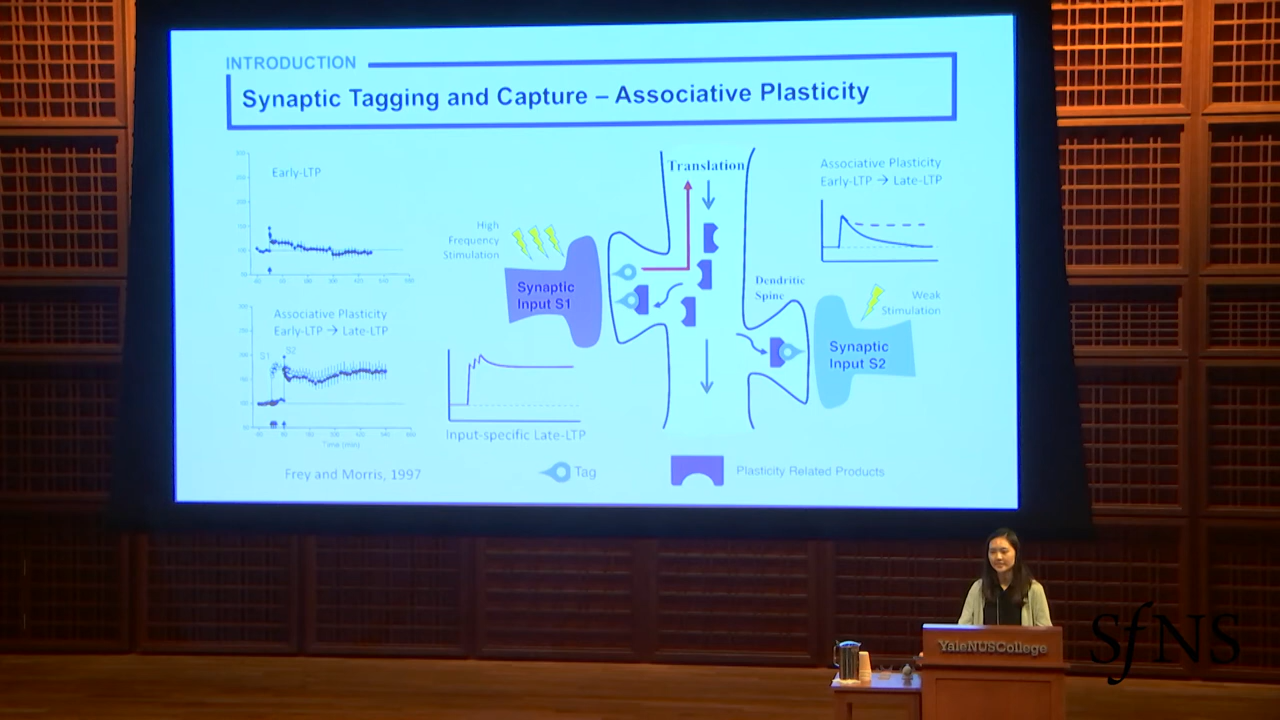 INTRODUCTION
Synaptic Tagging and Capture – Associative Plasticity
Early-LTP
Associative Plasticity
Early-LTP → Late-LTP
S1
S2
Time (min)
Frey and Morris, 1997
High
Frequency
Stimulation
Synaptic
Input S1
Input-specific Late-LTP
Translation
Dendritic
Spine
Associative Plasticity
Early-LTP → Late-LTP
Weak
Stimulation
Synaptic
Input S2
Tag
Plasticity Related Products
YaleNUSCollege
SfNS